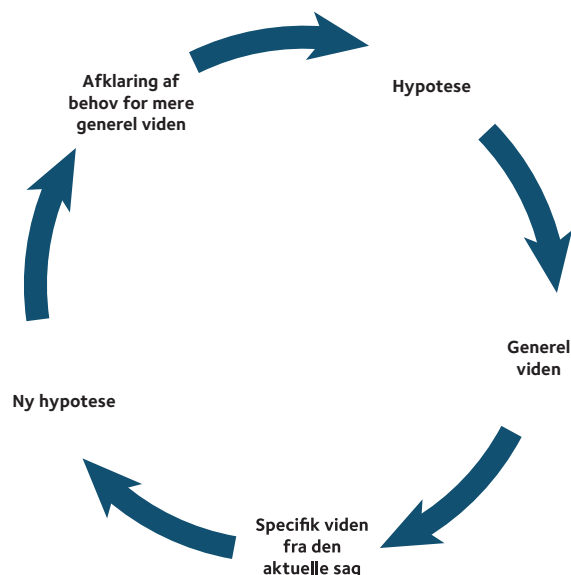 Afklaring af
behov for mere
generel viden
Hypotese
Generel
viden
Specifik viden
fra den
aktuelle sag
Ny hypotese